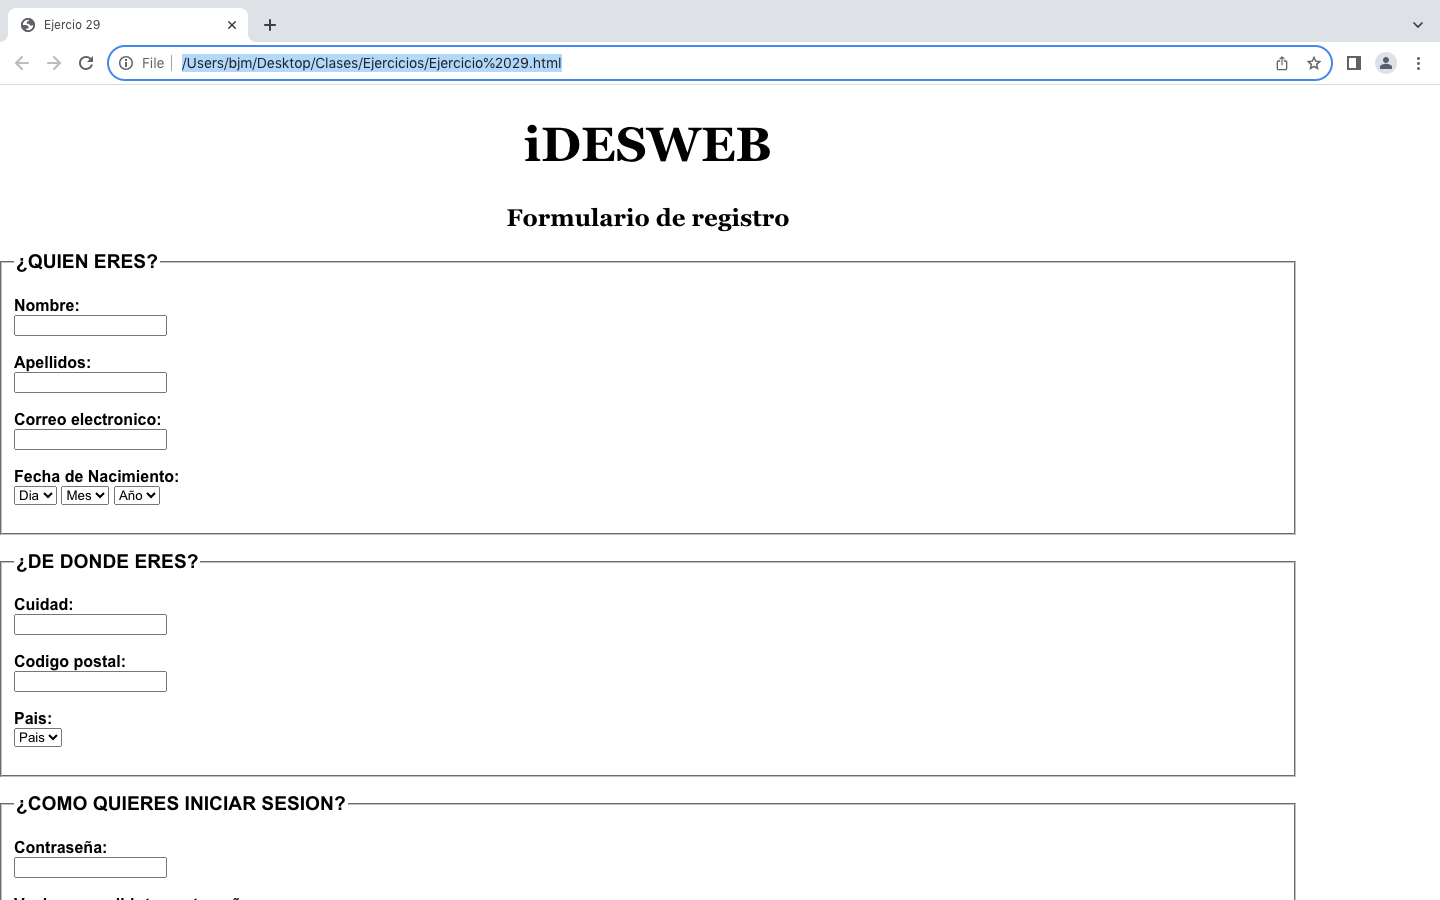 Ejercio 29
File
/Users/bjm/Desktop/Clases/Ejercicios/Ejercicio%2029.html
iDESWEB
Formulario de registro
¿QUIEN ERES?
Nombre:
Apellidos:
Correo electronico:
Fecha de Nacimiento:
Dia Mes Año
¿DE DONDE ERES?
Cuidad:
Codigo postal:
Pais:
Pais
¿COMO QUIERES INICIAR SESION?
Contraseña: